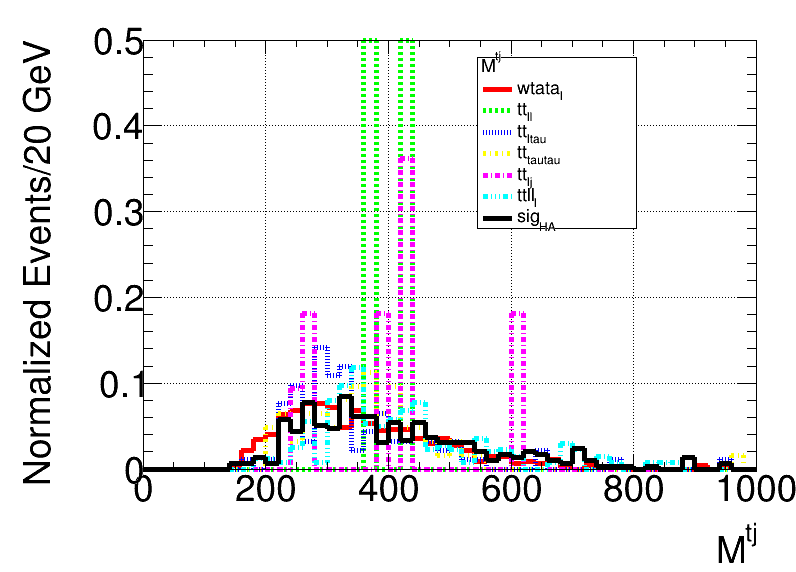 Normalized Events/20 GeV
0.5
0.4
0.3
0.2
0.1
0
0 200 400 600 800 1000
M^tj
M^tj
wtata_l
tt_ll
tt_ltau
tt_tautau
tt_lj
ttll_l
sig_HA